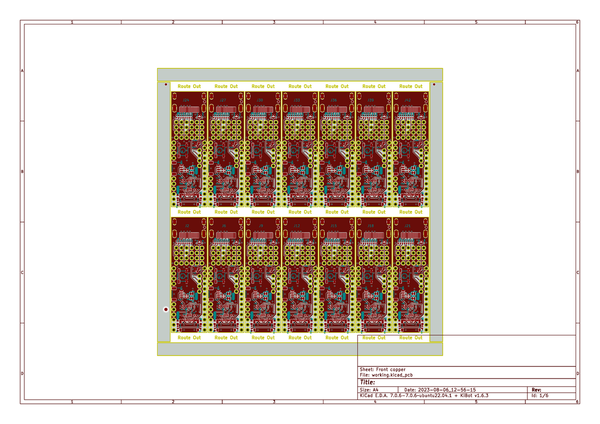 1 2 3 4 5 6
A A
Route Out Route Out Route Out Route Out Route Out Route Out Route Out
B B
Route Out Route Out Route Out Route Out Route Out Route Out Route Out
C C
Route Out Route Out Route Out Route Out Route Out Route Out Route Out
Sheet: Front copper
D D
File: working.kicad_pcb
Title:
Size: A4 Date: 2023-08-06_12-56-15 Rev:
KiCad E.D.A. 7.0.6-7.0.6~ubuntu22.04.1 + KiBot v1.6.3 Id: 1/6
1 2 3 4 5 6